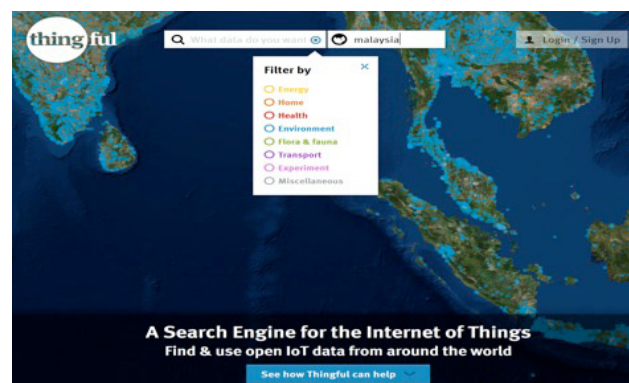 thingful
What data do you want
malaysia
Login / Sign Up
Filter by
Energy
Home
Health
Environment
Flora & fauna
Transport
Experiment
Miscellaneous
A Search Engine for the Internet of Things
Find & use open IoT data from around the world
See how Thingful can help